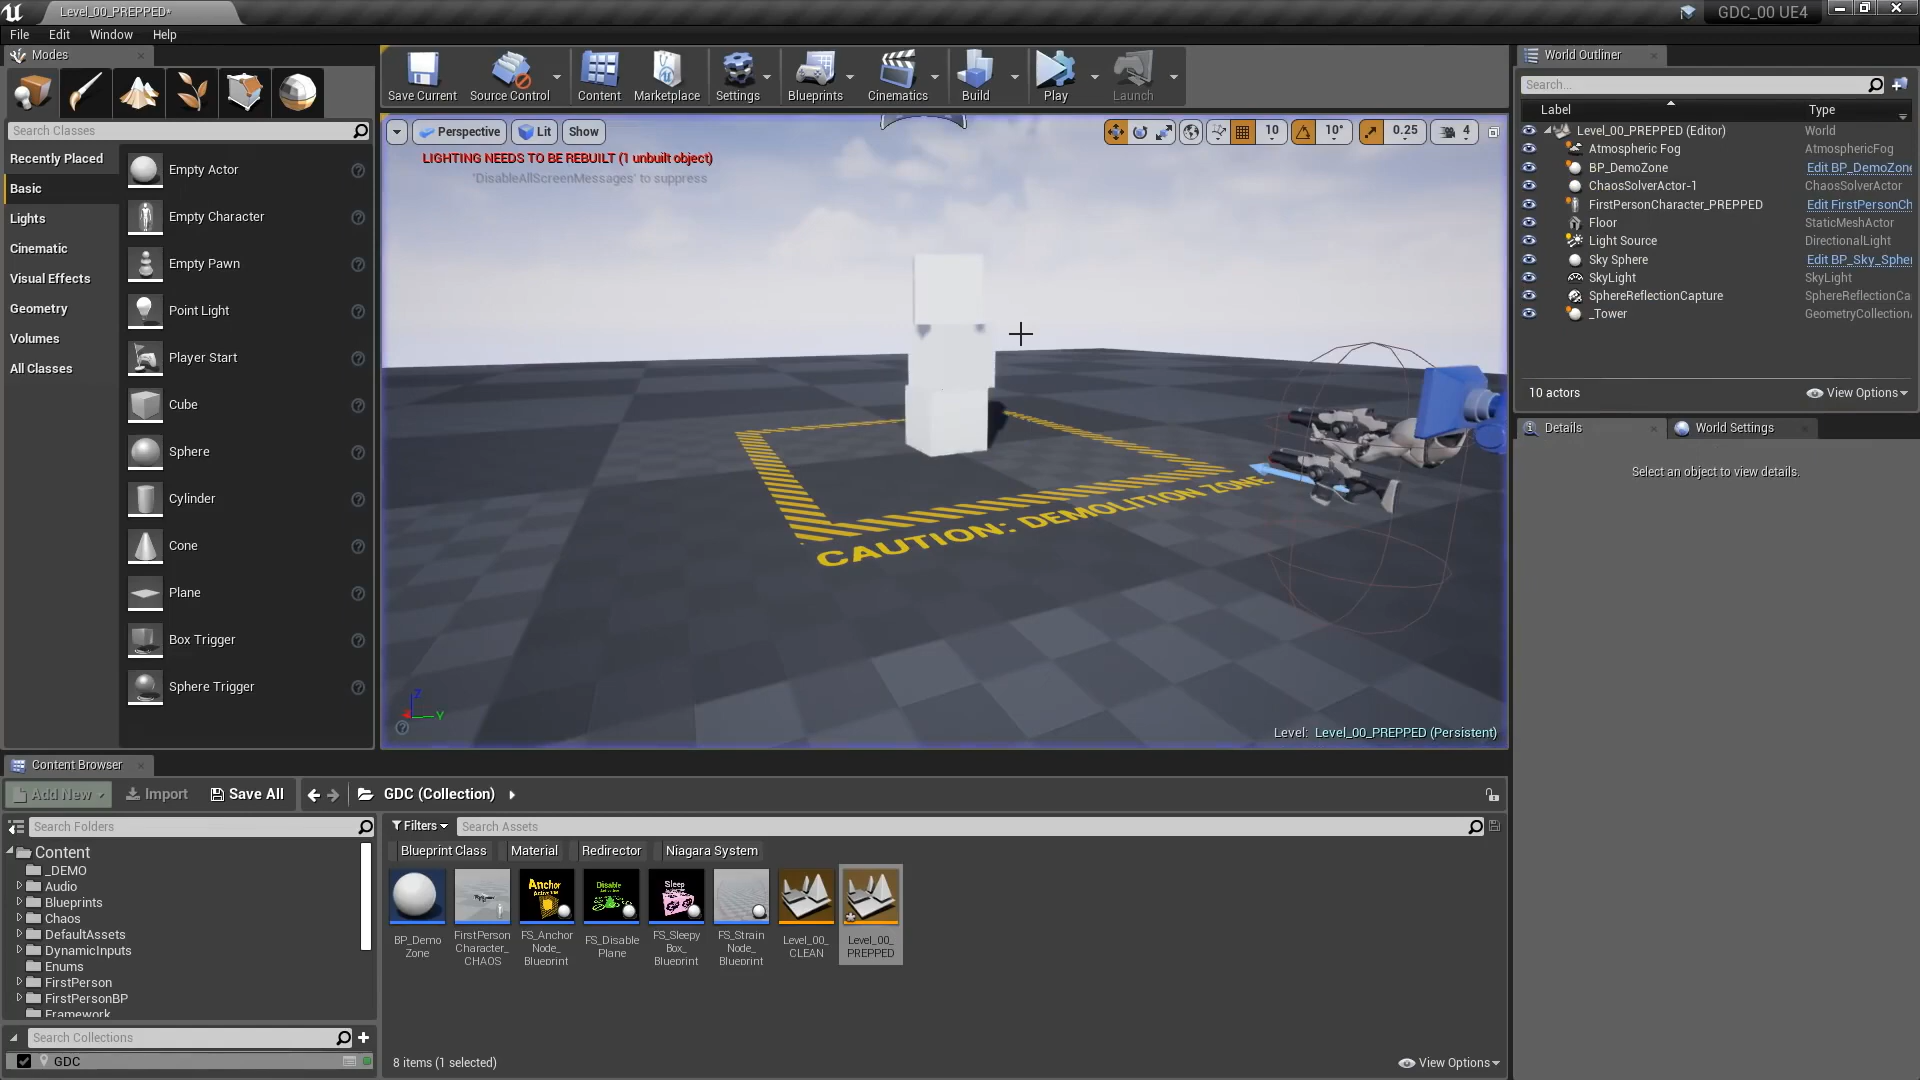 Level_00_PREPPED*
GDC_00 UE4
File Edit Window Help
Modes
Search Classes
Recently Placed
Basic
Lights
Cinematic
Visual Effects
Geometry
Volumes
All Classes
Empty Actor
Empty Character
Empty Pawn
Point Light
Player Start
Cube
Sphere
Cylinder
Cone
Plane
Box Trigger
Sphere Trigger
Save Current
Source Control
Content
Marketplace
Settings
Blueprints
Cinematics
Build
Play
Launch
Perspective
Lit
Show
10
10°
0.25
4
LIGHTING NEEDS TO BE REBUILT (1 unbuilt object)
'DisableAllScreenMessages' to suppress
CAUTION: DEMOLITION ZONE
Z
Y
Level: Level_00_PREPPED (Persistent)
World Outliner
Search...
Label Type
Level_00_PREPPED (Editor) World
Atmospheric Fog AtmosphericFog
BP_DemoZone Edit BP_DemoZone
ChaosSolverActor-1 ChaosSolverActor
FirstPersonCharacter_PREPPED Edit FirstPersonCh
Floor StaticMeshActor
Light Source DirectionalLight
Sky Sphere Edit BP_Sky_Spher
SkyLight SkyLight
SphereReflectionCapture SphereReflectionCa
_Tower GeometryCollection
10 actors
View Options
Details
World Settings
Select an object to view details.
Content Browser
Add New
Import
Save All
GDC (Collection)
Search Folders
Content
_DEMO
Audio
Blueprints
Chaos
DefaultAssets
DynamicInputs
Enums
FirstPerson
FirstPersonBP
Framework
Search Collections
GDC
Filters
Search Assets
Blueprint Class
Material
Redirector
Niagara System
Anchor
Disable
Sleep
BP_Demo
Zone
FirstPerson
Character_
CHAOS
FS_Anchor
Node_
Blueprint
FS_Disable
Plane
FS_Sleepy
Box_
Blueprint
FS_Strain
Node_
Blueprint
Level_00_
CLEAN
Level_00_
PREPPED
8 items (1 selected)
View Options